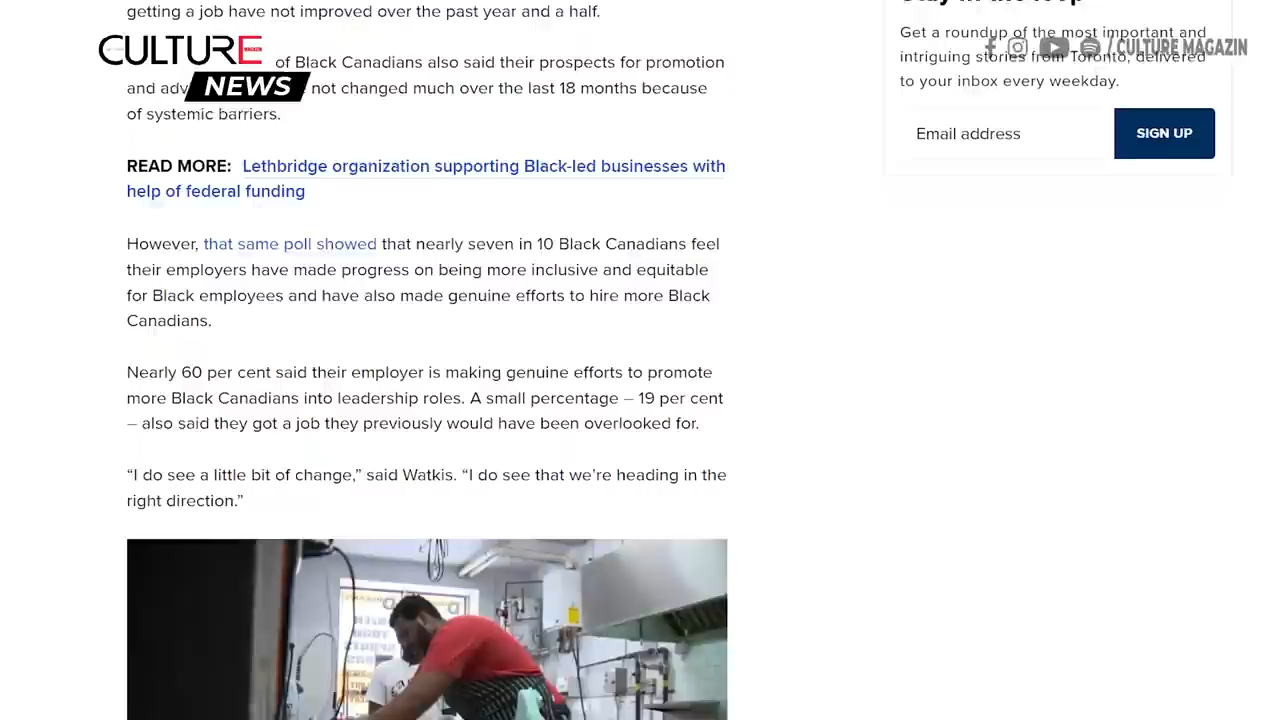 getting a job have not improved over the past year and a half.
CULTURE
NEWS
of Black Canadians also said their prospects for promotion
and adv not changed much over the last 18 months because
of systemic barriers.
READ MORE: Lethbridge organization supporting Black-led businesses with
help of federal funding
However, that same poll showed that nearly seven in 10 Black Canadians feel
their employers have made progress on being more inclusive and equitable
for Black employees and have also made genuine efforts to hire more Black
Canadians.
Nearly 60 per cent said their employer is making genuine efforts to promote
more Black Canadians into leadership roles. A small percentage – 19 per cent
– also said they got a job they previously would have been overlooked for.
“I do see a little bit of change,” said Watkis. “I do see that we’re heading in the
right direction.”
Stay in the loop
Get a roundup of the most important and
intriguing stories from Toronto, delivered
to your inbox every weekday.
/ CULTURE MAGAZIN
Email address
SIGN UP